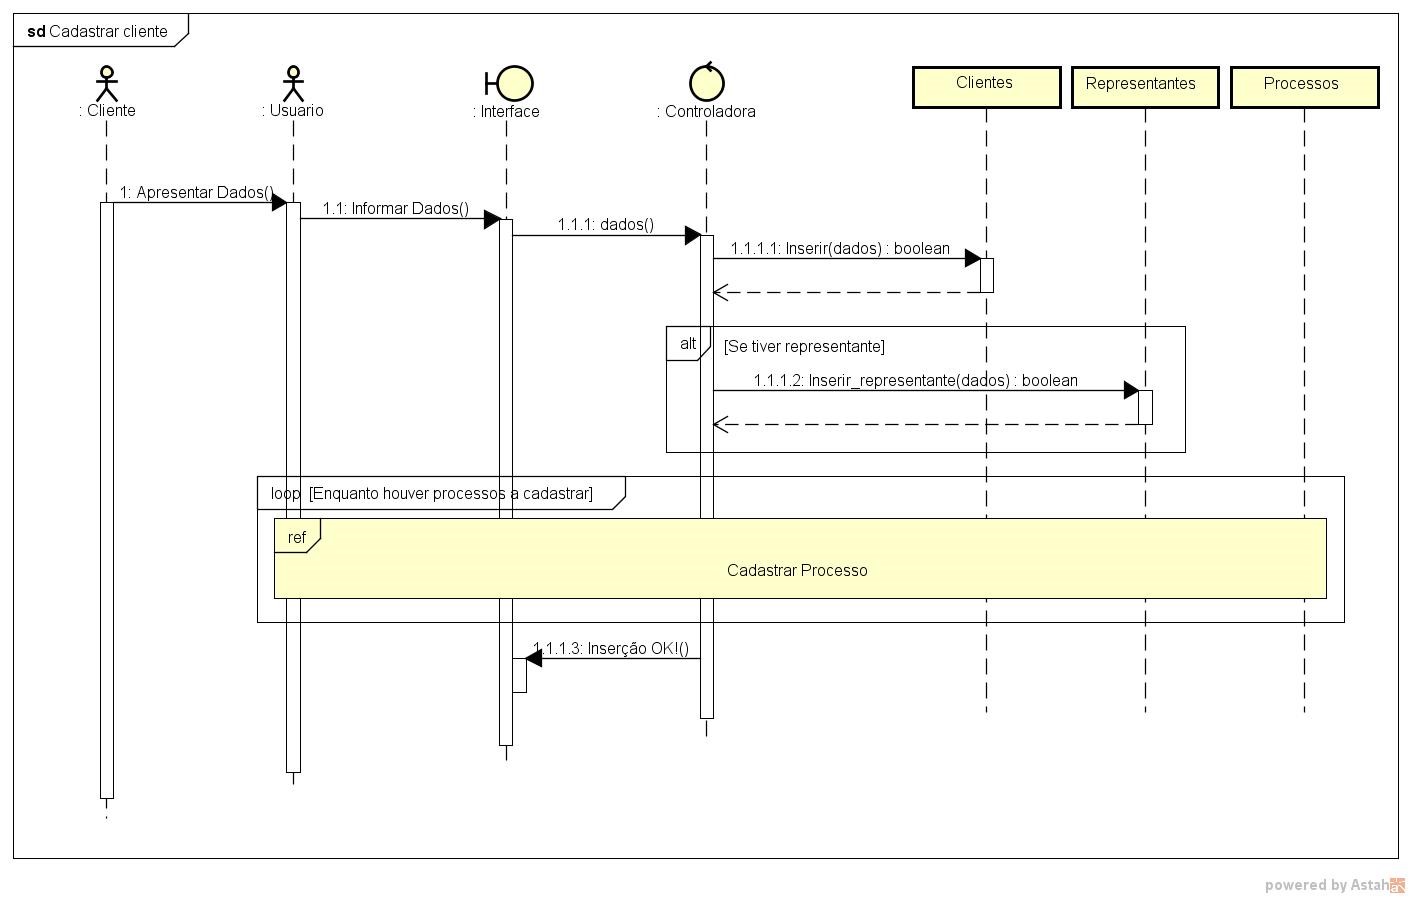 sd Cadastrar cliente
: Cliente
: Usuario
: Interface
: Controladora
Clientes
Representantes
Processos
1: Apresentar Dados()
1.1: Informar Dados()
1.1.1: dados()
1.1.1.1: Inserir(dados) : boolean
alt
[Se tiver representante]
1.1.1.2: Inserir_representante(dados) : boolean
loop [Enquanto houver processos a cadastrar]
ref
Cadastrar Processo
1.1.1.3: Inserção OK!()
powered by Astah